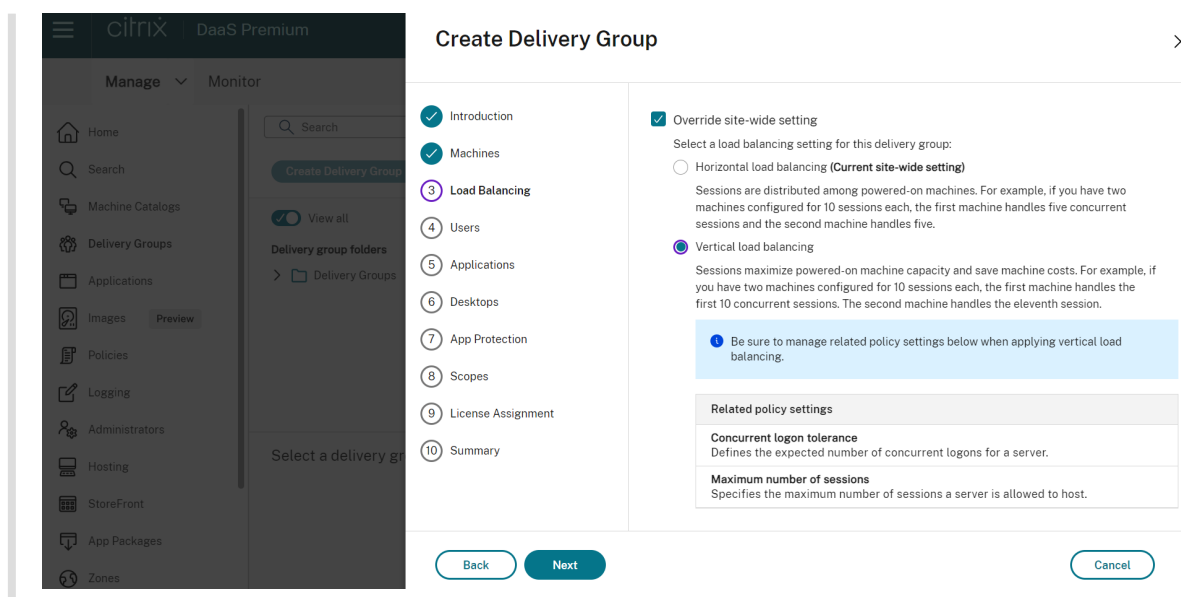 citrix DaaS Premium
Manage Monitor
Home
Search
Machine Catalogs
Delivery Groups
Applications
Images Preview
Policies
Logging
Administrators
Hosting
StoreFront
App Packages
Zones
Search
Create Delivery Group
View all
Delivery group folders
Delivery Groups
Select a delivery gr
Create Delivery Group
Introduction
Machines
3 Load Balancing
4 Users
5 Applications
6 Desktops
7 App Protection
8 Scopes
9 License Assignment
10 Summary
Override site-wide setting
Select a load balancing setting for this delivery group:
Horizontal load balancing (Current site-wide setting)
Sessions are distributed among powered-on machines. For example, if you have two
machines configured for 10 sessions each, the first machine handles five concurrent
sessions and the second machine handles five.
Vertical load balancing
Sessions maximize powered-on machine capacity and save machine costs. For example, if
you have two machines configured for 10 sessions each, the first machine handles the
first 10 concurrent sessions. The second machine handles the eleventh session.
Be sure to manage related policy settings below when applying vertical load
balancing.
Related policy settings
Concurrent logon tolerance
Defines the expected number of concurrent logons for a server.
Maximum number of sessions
Specifies the maximum number of sessions a server is allowed to host.
Back Next Cancel